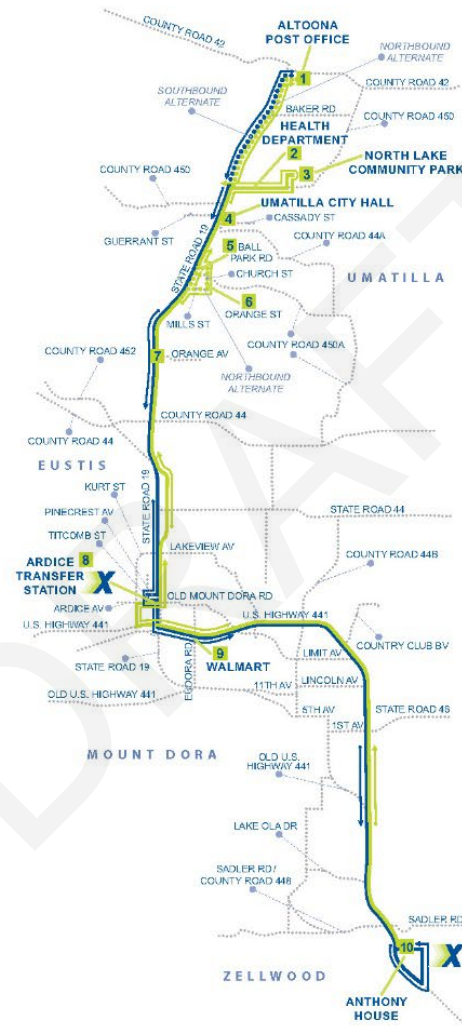 COUNTY ROAD 42
ALTOONA
POST OFFICE
NORTHBOUND
ALTERNATE
1
COUNTY ROAD 42
SOUTHBOUND
ALTERNATE
BAKER RD
COUNTY ROAD 450
HEALTH
DEPARTMENT
2
NORTH LAKE
COMMUNITY PARK
3
COUNTY ROAD 450
UMATILLA CITY HALL
4
CASSADY ST
GUERRANT ST
COUNTY ROAD 44A
STATE ROAD 19
5
BALL
PARK RD
CHURCH ST
UMATILLA
6
ORANGE ST
MILLS ST
COUNTY ROAD 450A
COUNTY ROAD 452
7
ORANGE AV
NORTHBOUND
ALTERNATE
COUNTY ROAD 44
COUNTY ROAD 44
EUSTIS
KURT ST
STATE ROAD 19
PINECREST AV
STATE ROAD 44
TITCOMB ST
LAKEVIEW AV
COUNTY ROAD 44B
8
ARDICE
TRANSFER
STATION
X
OLD MOUNT DORA RD
ARDICE AV
U.S. HIGHWAY 441
U.S. HIGHWAY 441
9
WALMART
COUNTRY CLUB BV
LIMIT AV
STATE ROAD 19
EUDORA RD
11TH AV
LINCOLN AV
OLD U.S. HIGHWAY 441
5TH AV
STATE ROAD 46
1ST AV
MOUNT DORA
OLD U.S.
HIGHWAY 441
LAKE OLA DR
SADLER RD/
COUNTY ROAD 448
SADLER RD
10
X
ZELLWOOD
ANTHONY
HOUSE
DRAFT